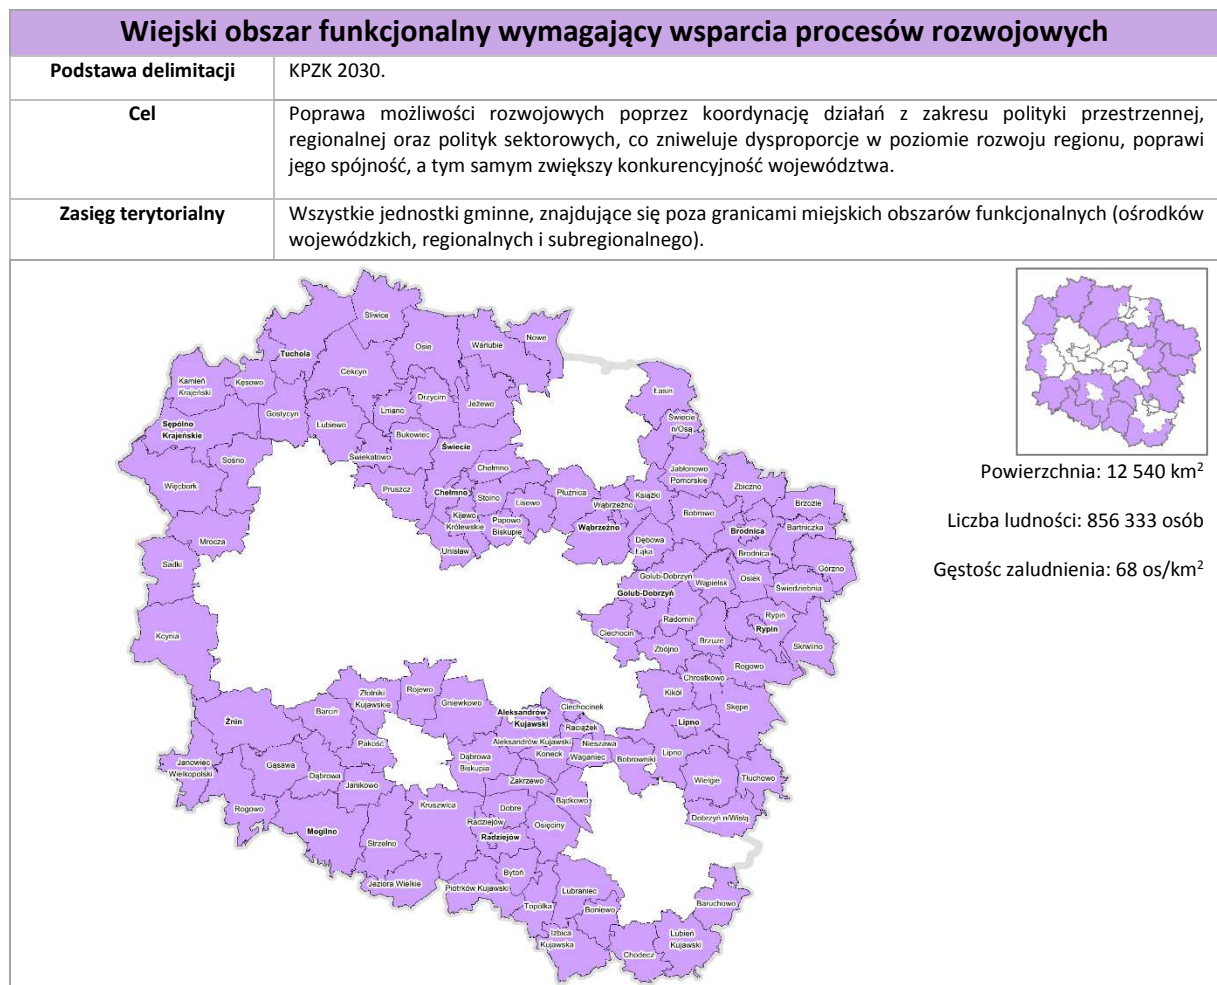 Wiejski obszar funkcjonalny wymagający wsparcia procesów rozwojowych
Podstawa delimitacji
KPZK 2030.
Cel
Poprawa możliwości rozwojowych poprzez koordynację działań z zakresu polityki przestrzennej,
regionalnej oraz polityk sektorowych, co zniweluje dysproporcje w poziomie rozwoju regionu, poprawi
jego spójność, a tym samym zwiększy konkurencyjność województwa.
Zasięg terytorialny
Wszystkie jednostki gminne, znajdujące się poza granicami miejskich obszarów funkcjonalnych (ośrodków
wojewódzkich, regionalnych i subregionalnego).
Śliwice
Nowe
Osie
Warlubie
Tuchola
Cekcyn
Kamień
Krajeński
Kęsowo
Łasin
Drzycim
Jeżewo
Lniano
Gostycyn
Świecie
n/Osą
Sępólno
Krajeńskie
Lubiewo
Bukowiec
Świecie
Świekatowo
Sośno
Chełmno
Jabłonowo
Pomorskie
Więcbork
Pruszcz
Chełmno
Stolno
Lisewo
Płużnica
Wąbrzeźno
Książki
Zbiczno
Brzozie
Kijewo
Królewskie
Papowo
Biskupie
Bobrowo
Wąbrzeźno
Brodnica
Bartniczka
Mrocza
Unisław
Dębowa
Łąka
Brodnica
Sadki
Golub-Dobrzyń
Wąpielsk
Osiek
Górzno
Świedziebnia
Golub-Dobrzyń
Radomin
Rypin
Rypin
Kcynia
Ciechocin
Zbójno
Brzuze
Skrwilno
Rogowo
Chrostkowo
Kikół
Skępe
Złotniki
Kujawskie
Rojewo
Gniewkowo
Barcin
Żnin
Aleksandrów
Kujawski
Ciechocinek
Raciążek
Lipno
Pakość
Aleksandrów Kujawski
Nieszawa
Koneck
Waganiec
Bobrowniki
Lipno
Dąbrowa
Biskupia
Janowiec
Wielkopolski
Gąsawa
Dąbrowa
Janikowo
Zakrzewo
Wielgie
Tłuchowo
Rogowo
Kruszwica
Dobre
Bądkowo
Dobrzyń n/Wisłą
Radziejów
Osięciny
Mogilno
Radziejów
Strzelno
Bytoń
Jeziora Wielkie
Piotrków Kujawski
Lubraniec
Baruchowo
Topólka
Boniewo
Izbica
Kujawska
Lubień
Kujawski
Chodecz
Powierzchnia: 12 540 km²
Liczba ludności: 856 333 osób
Gęstośc zaludnienia: 68 os/km²